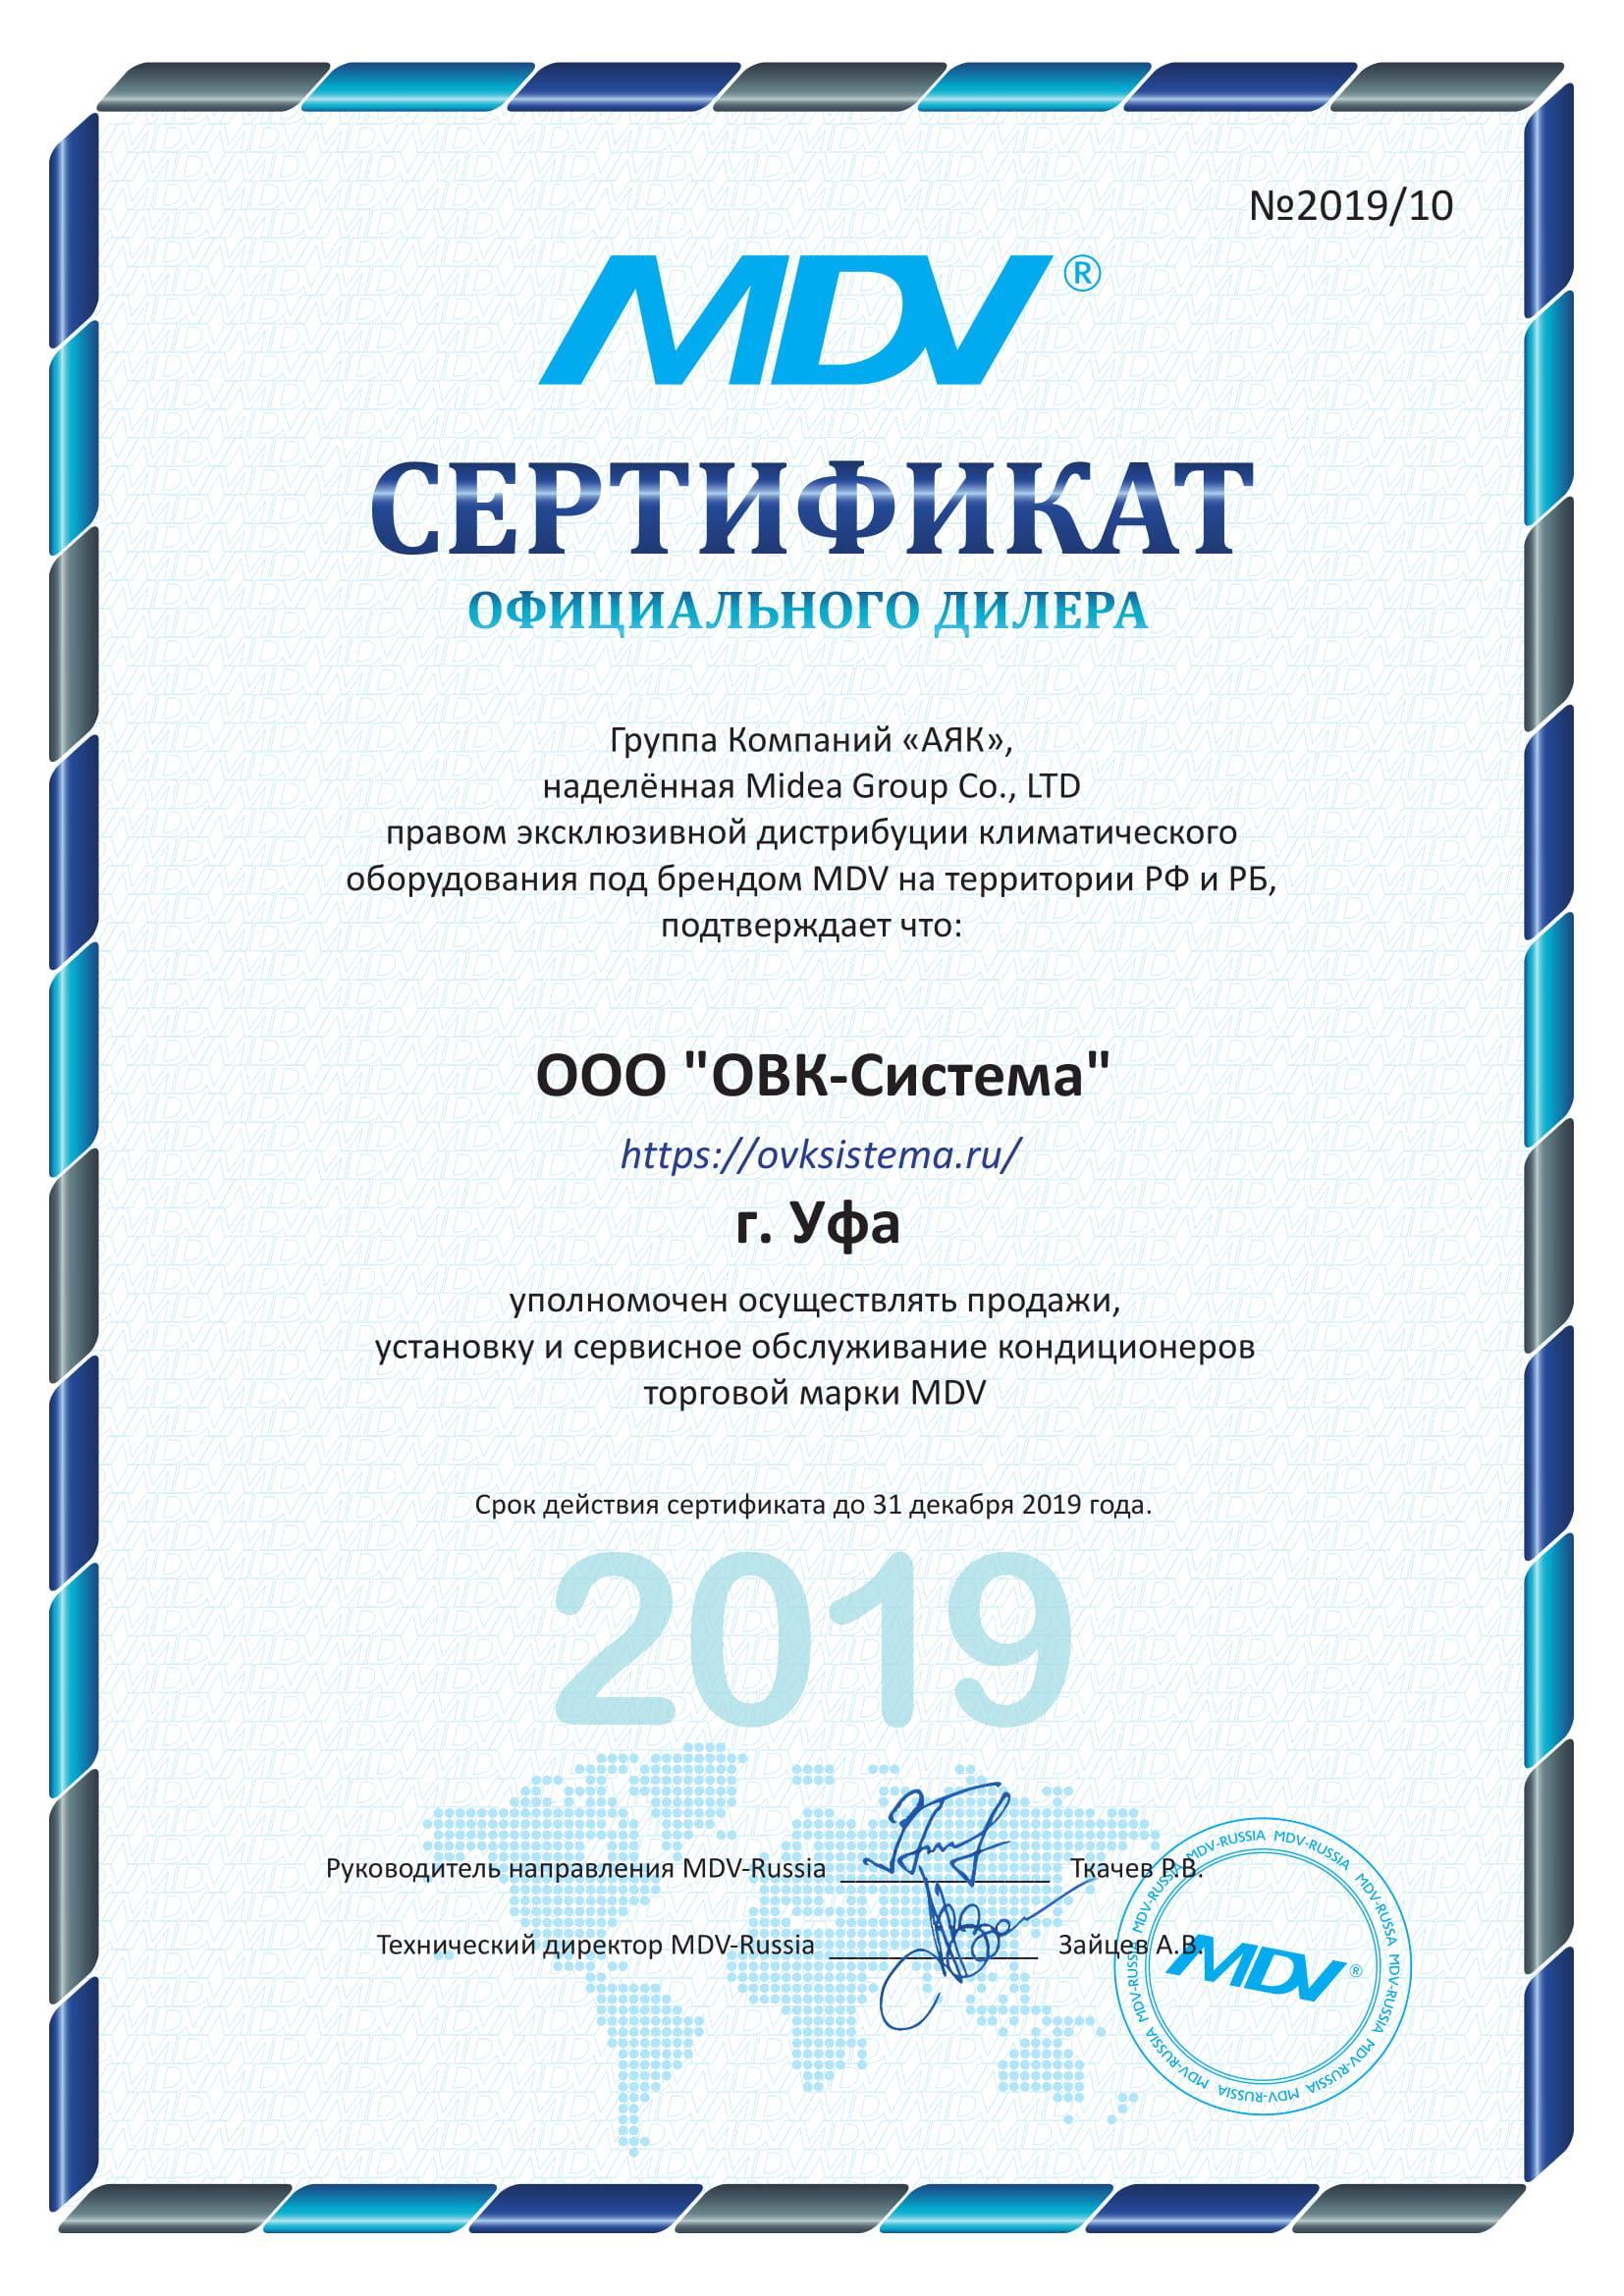 №2019/10
MDV®
СЕРТИФИКАТ
ОФИЦИАЛЬНОГО ДИЛЕРА
Группа Компаний «АЯК»,
наделённая Midea Group Co., LTD
правом эксклюзивной дистрибуции климатического
оборудования под брендом MDV на территории РФ и РБ,
подтверждает что:
ООО "ОВК-Система"
https://ovksistema.ru/
г. Уфа
уполномочен осуществлять продажи,
установку и сервисное обслуживание кондиционеров
торговой марки MDV
Срок действия сертификата до 31 декабря 2019 года.
2019
Руководитель направления MDV-Russia Ткачев Р.В.
Технический директор MDV-Russia Зайцев А.В.
MDV-RUSSIA MDV-RUSSIA MDV-RUSSA MDV-RUSSIA MDV-RUSSIA MDV-RUSSIA MDV-RUSSIA MDV-RUSSIA MDV-RUSSIA MDV-RUSSIA
MDV®